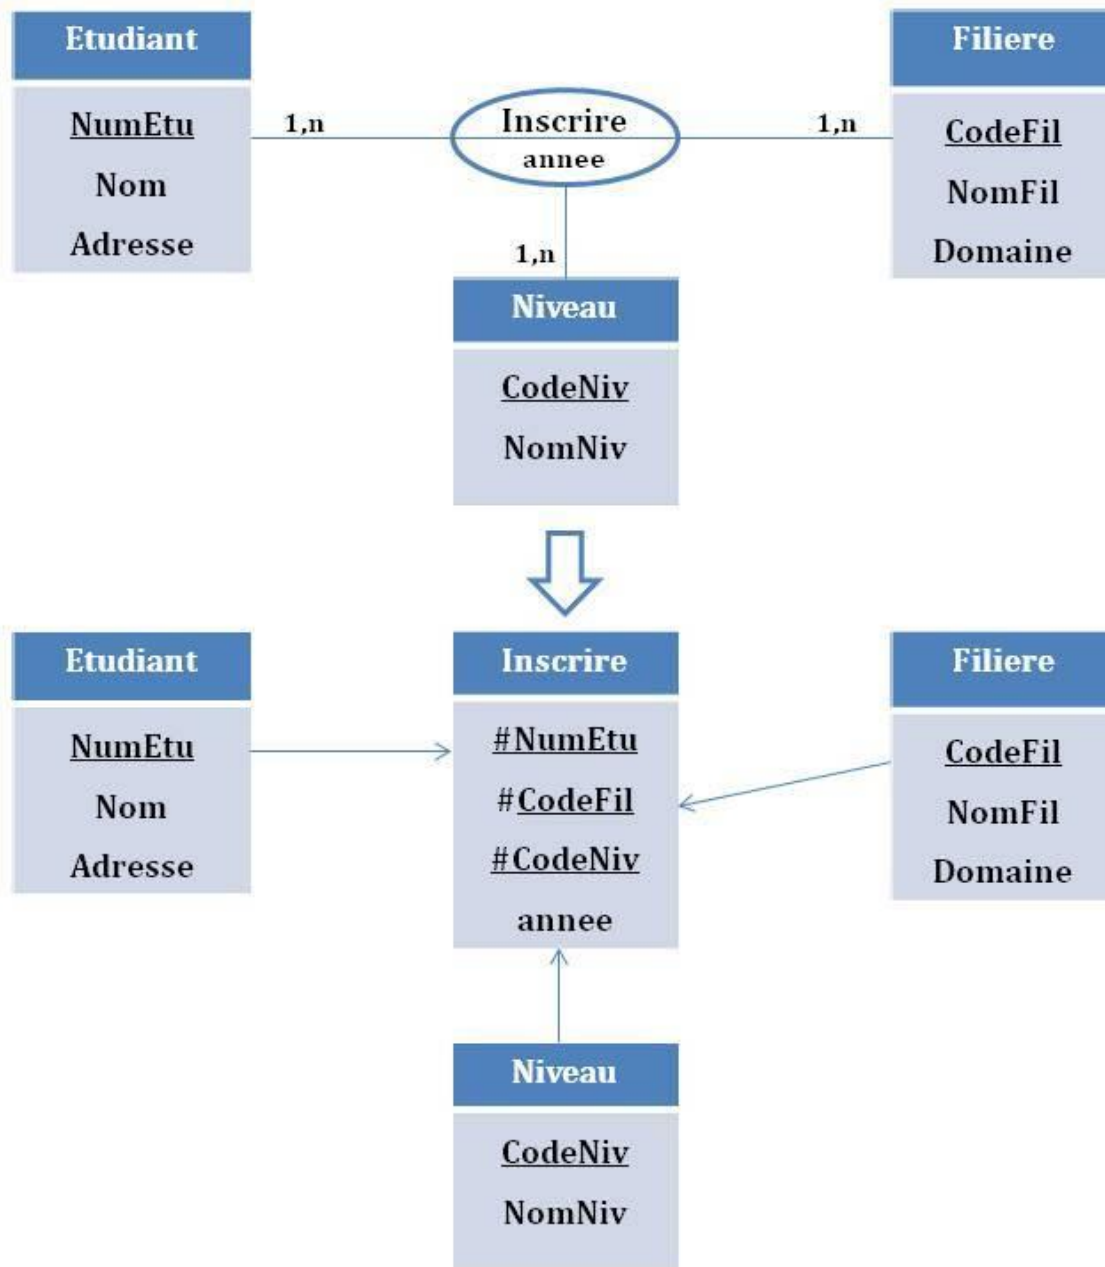 Etudiant
NumEtu
Nom
Adresse
1,n
Inscrire
annee
1,n
Filiere
CodeFil
NomFil
Domaine
1,n
Niveau
CodeNiv
NomNiv
Etudiant
NumEtu
Nom
Adresse
Inscrire
#NumEtu
#CodeFil
#CodeNiv
annee
Filiere
CodeFil
NomFil
Domaine
Niveau
CodeNiv
NomNiv